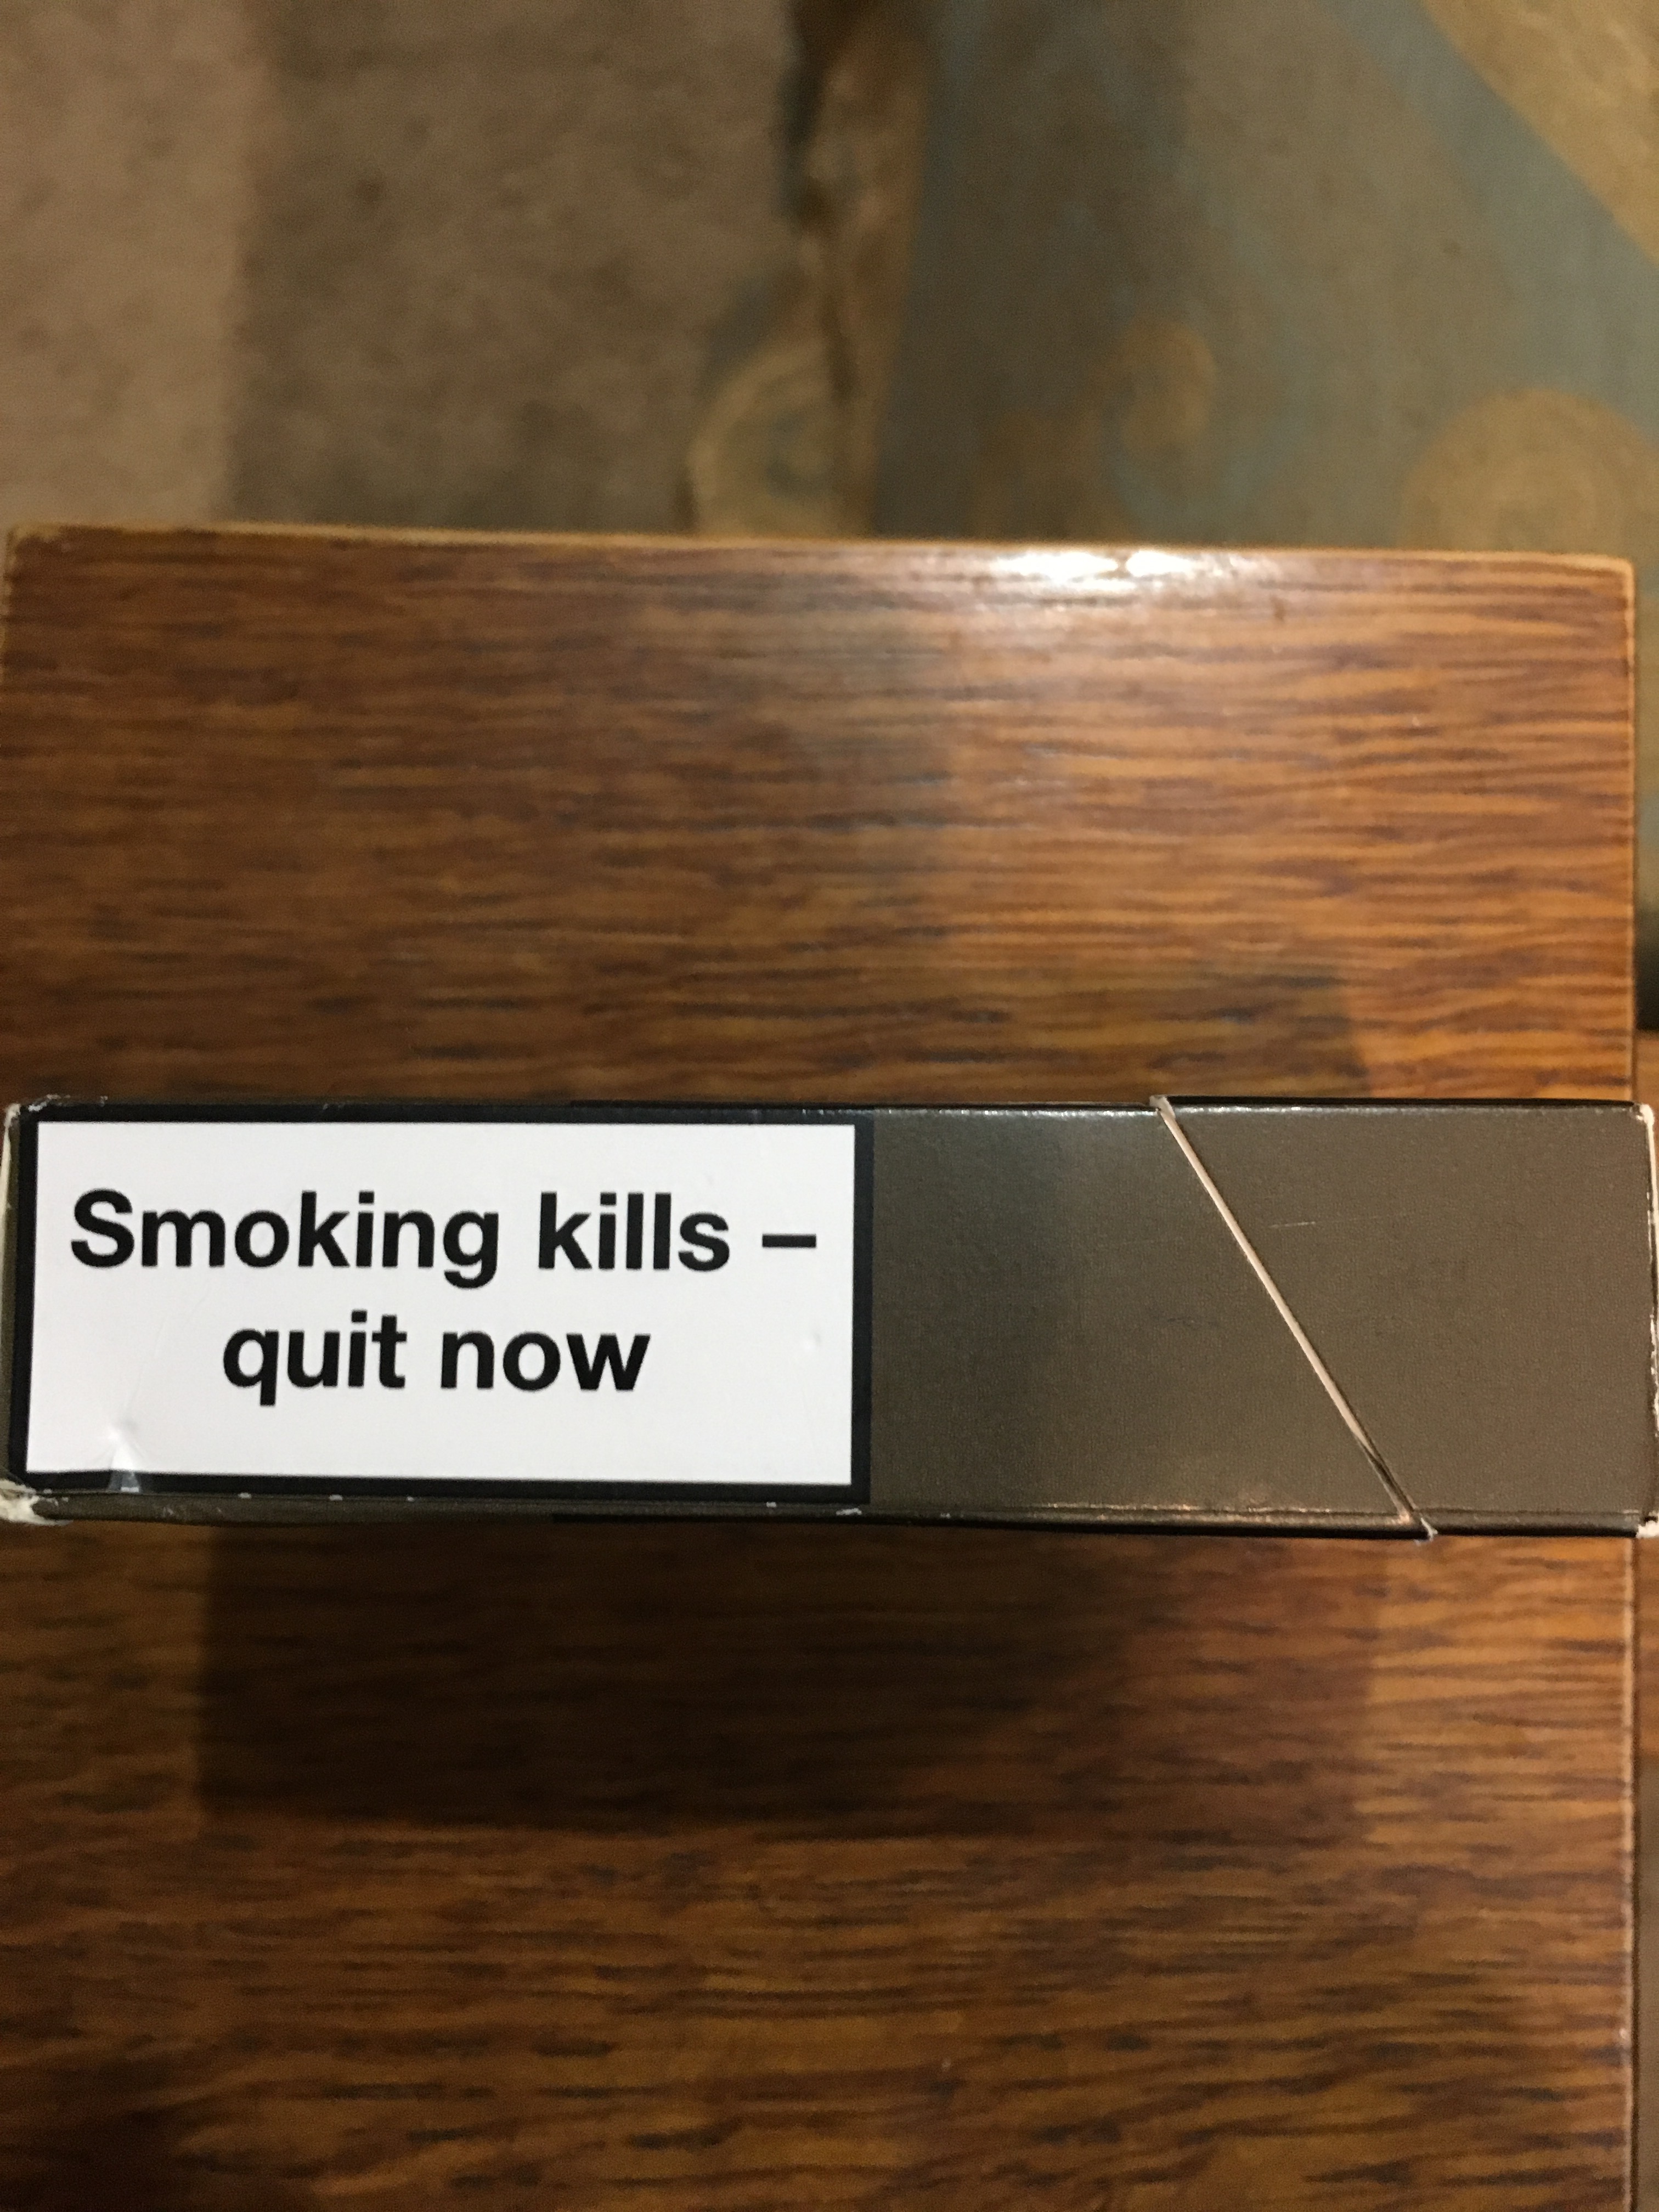 Smoking kills –
quit now